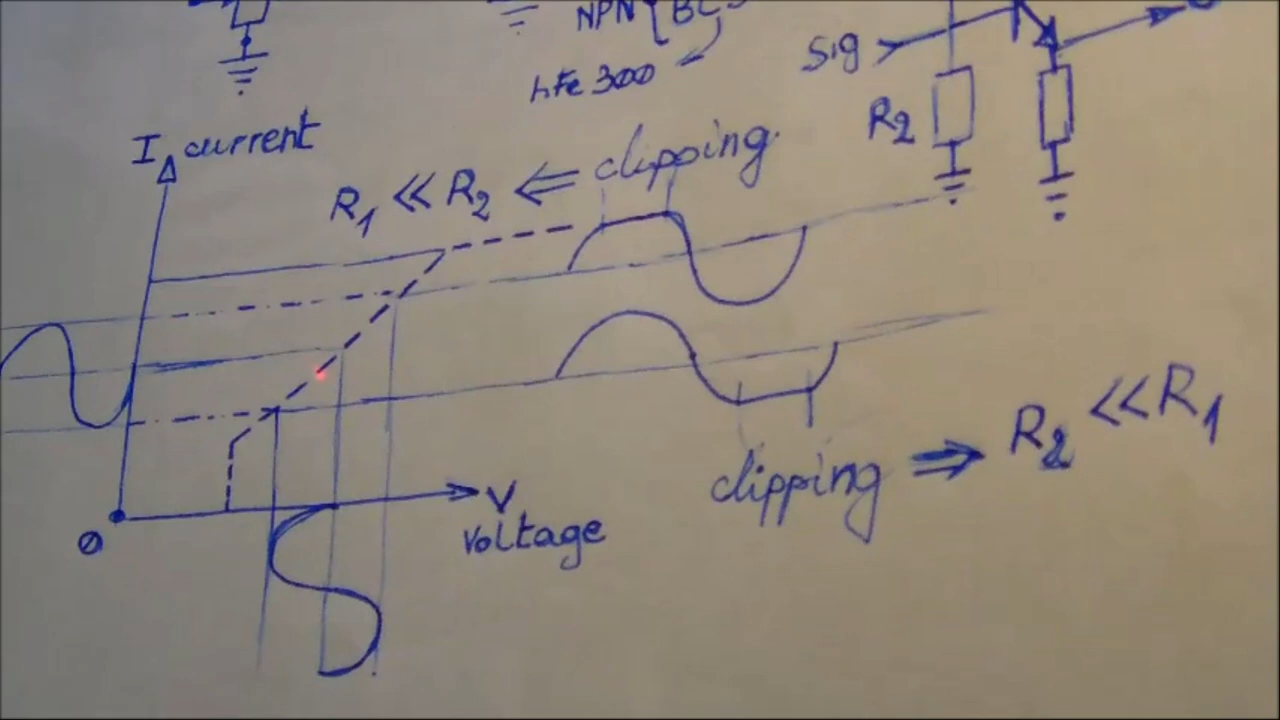 NPN
hFe 300
Sig
R2
I current
R1 << R2 ⇐ clipping
clipping ⇒ R2 << R1
V
voltage
0